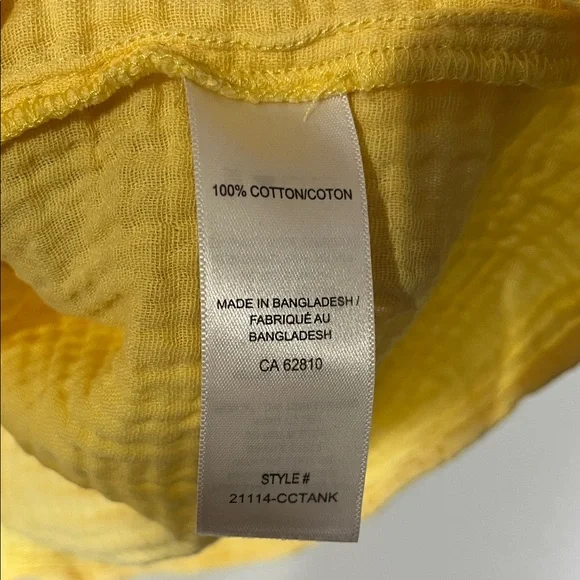 100% COTTON/COTON
MADE IN BANGLADESH /
FABRIQUÉ AU
BANGLADESH
CA 62810
STYLE #
21114-CCTANK